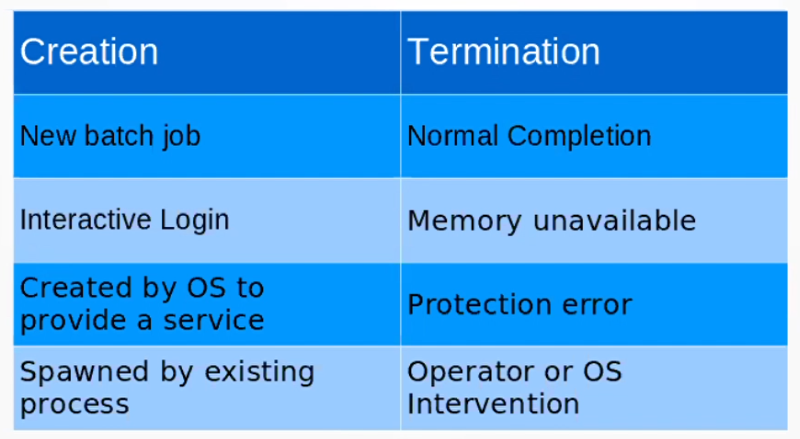 Creation
Termination
New batch job
Normal Completion
Interactive Login
Memory unavailable
Created by OS to
provide a service
Protection error
Spawned by existing
process
Operator or OS
Intervention